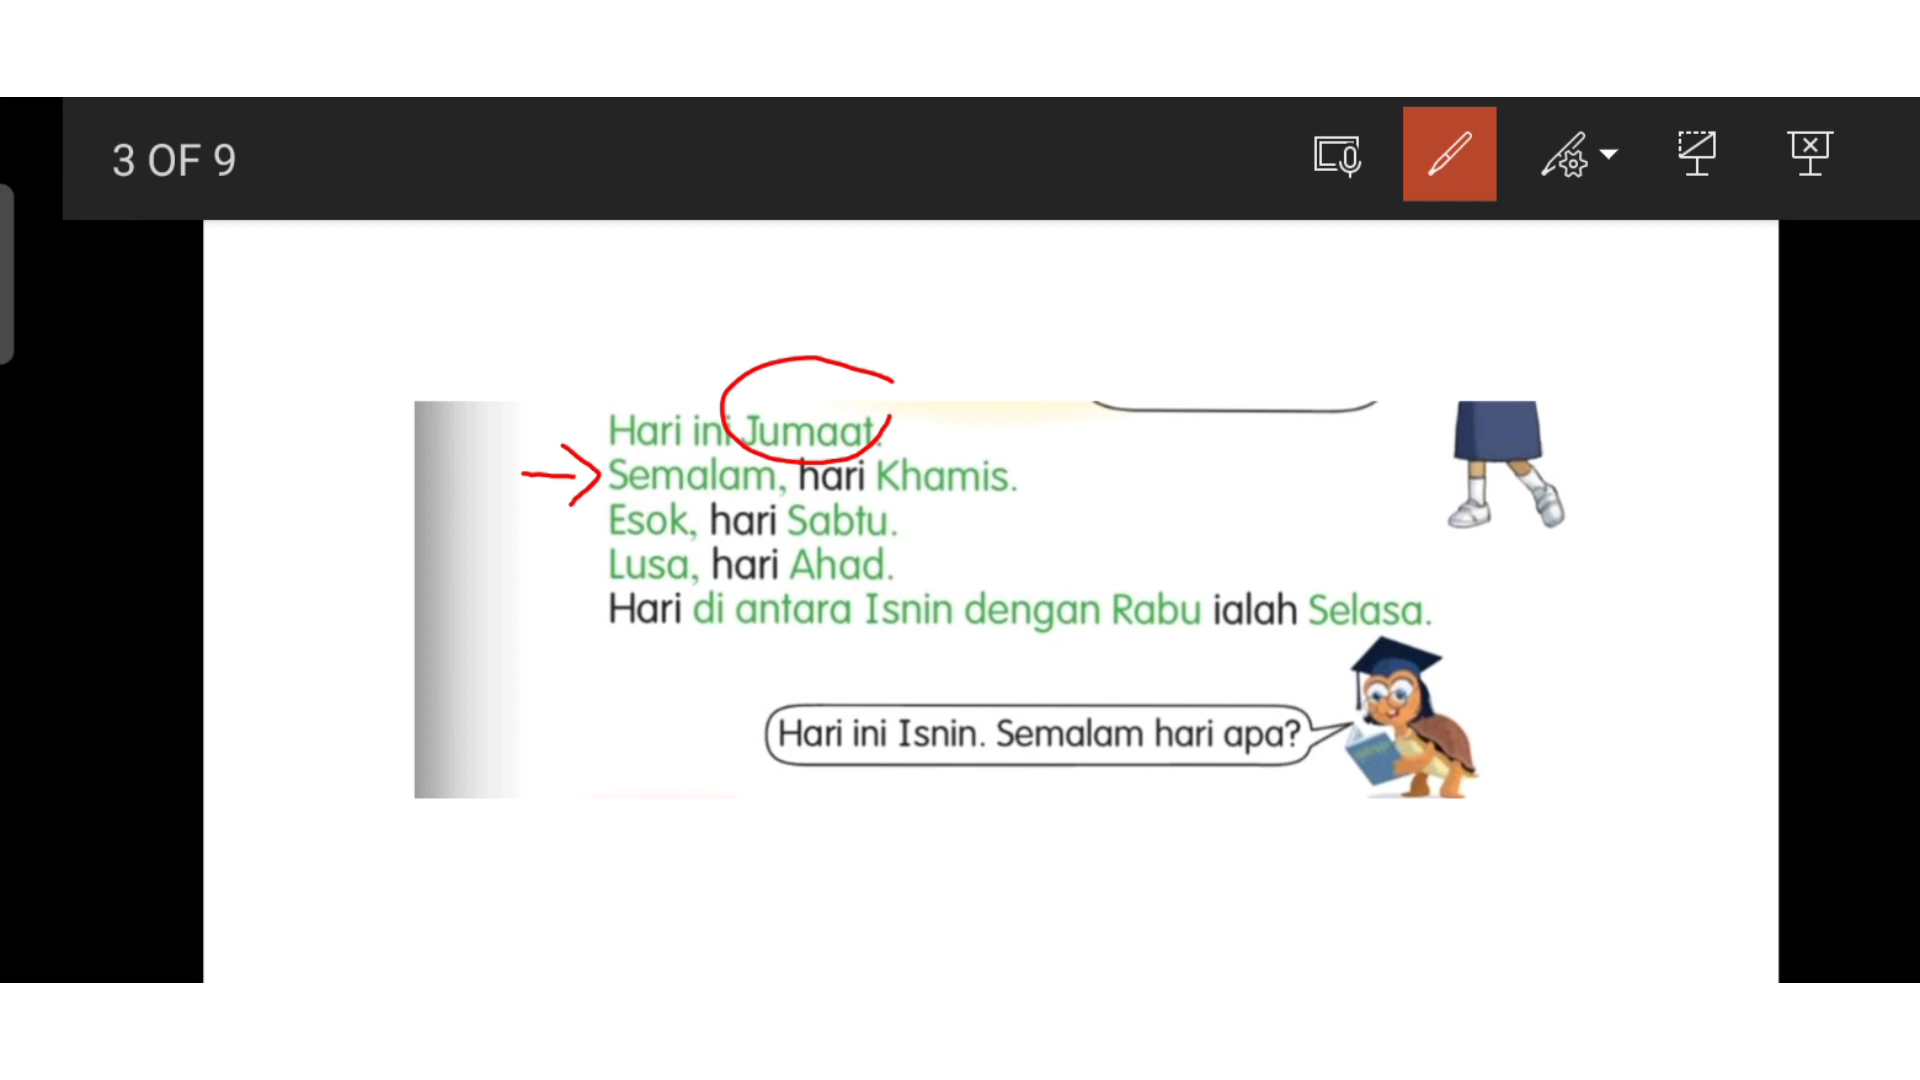 3 OF 9
Hari ini Jumaat.
Semalam, hari Khamis.
Esok, hari Sabtu.
Lusa, hari Ahad.
Hari di antara Isnin dengan Rabu ialah Selasa.
Hari ini Isnin. Semalam hari apa?